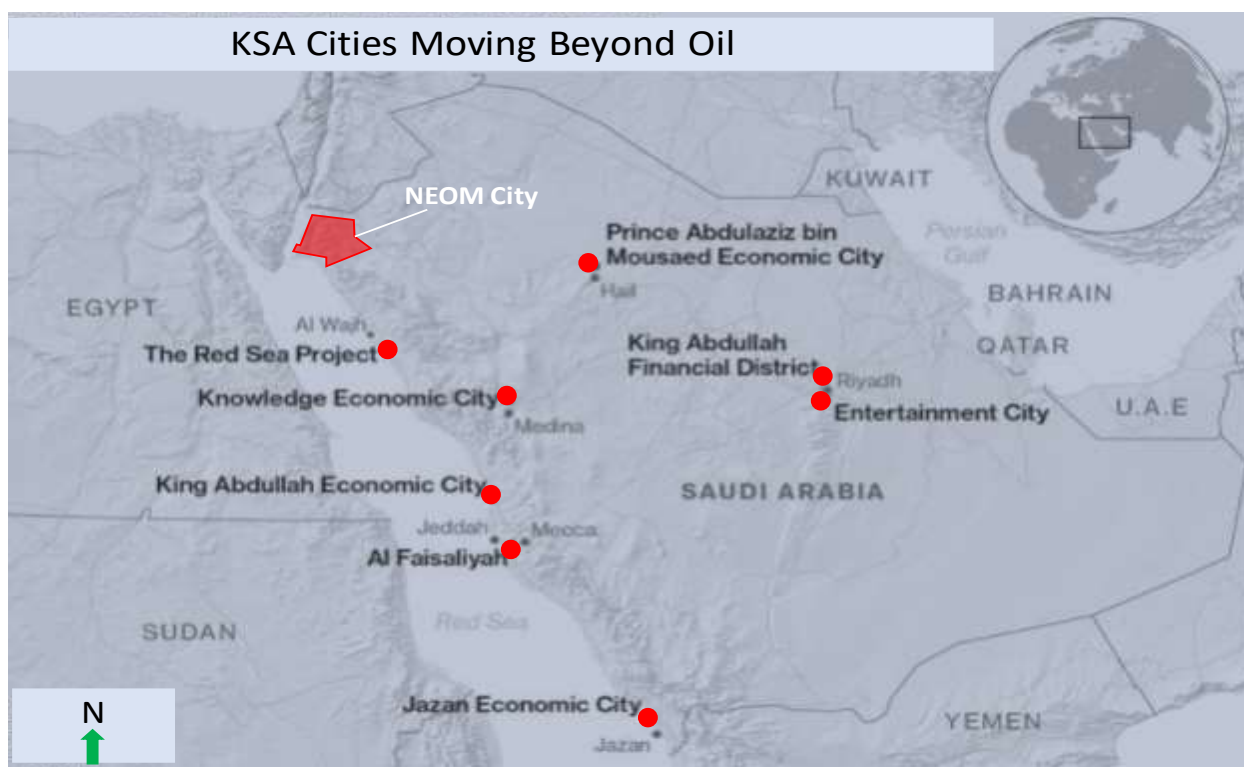 KSA Cities Moving Beyond Oil
NEOM City
KUWAIT
Prince Abdulaziz bin
Mousaed Economic City
Persian
Gulf
Hail
EGYPT
BAHRAIN
Al Wajh
The Red Sea Project
King Abdullah
Financial District
QATAR
Riyadh
Knowledge Economic City
Medina
Entertainment City
U.A.E
King Abdullah Economic City
SAUDI ARABIA
Jeddah
Mecca
Al Faisaliyah
Red Sea
SUDAN
Jazan Economic City
Jazan
YEMEN
N